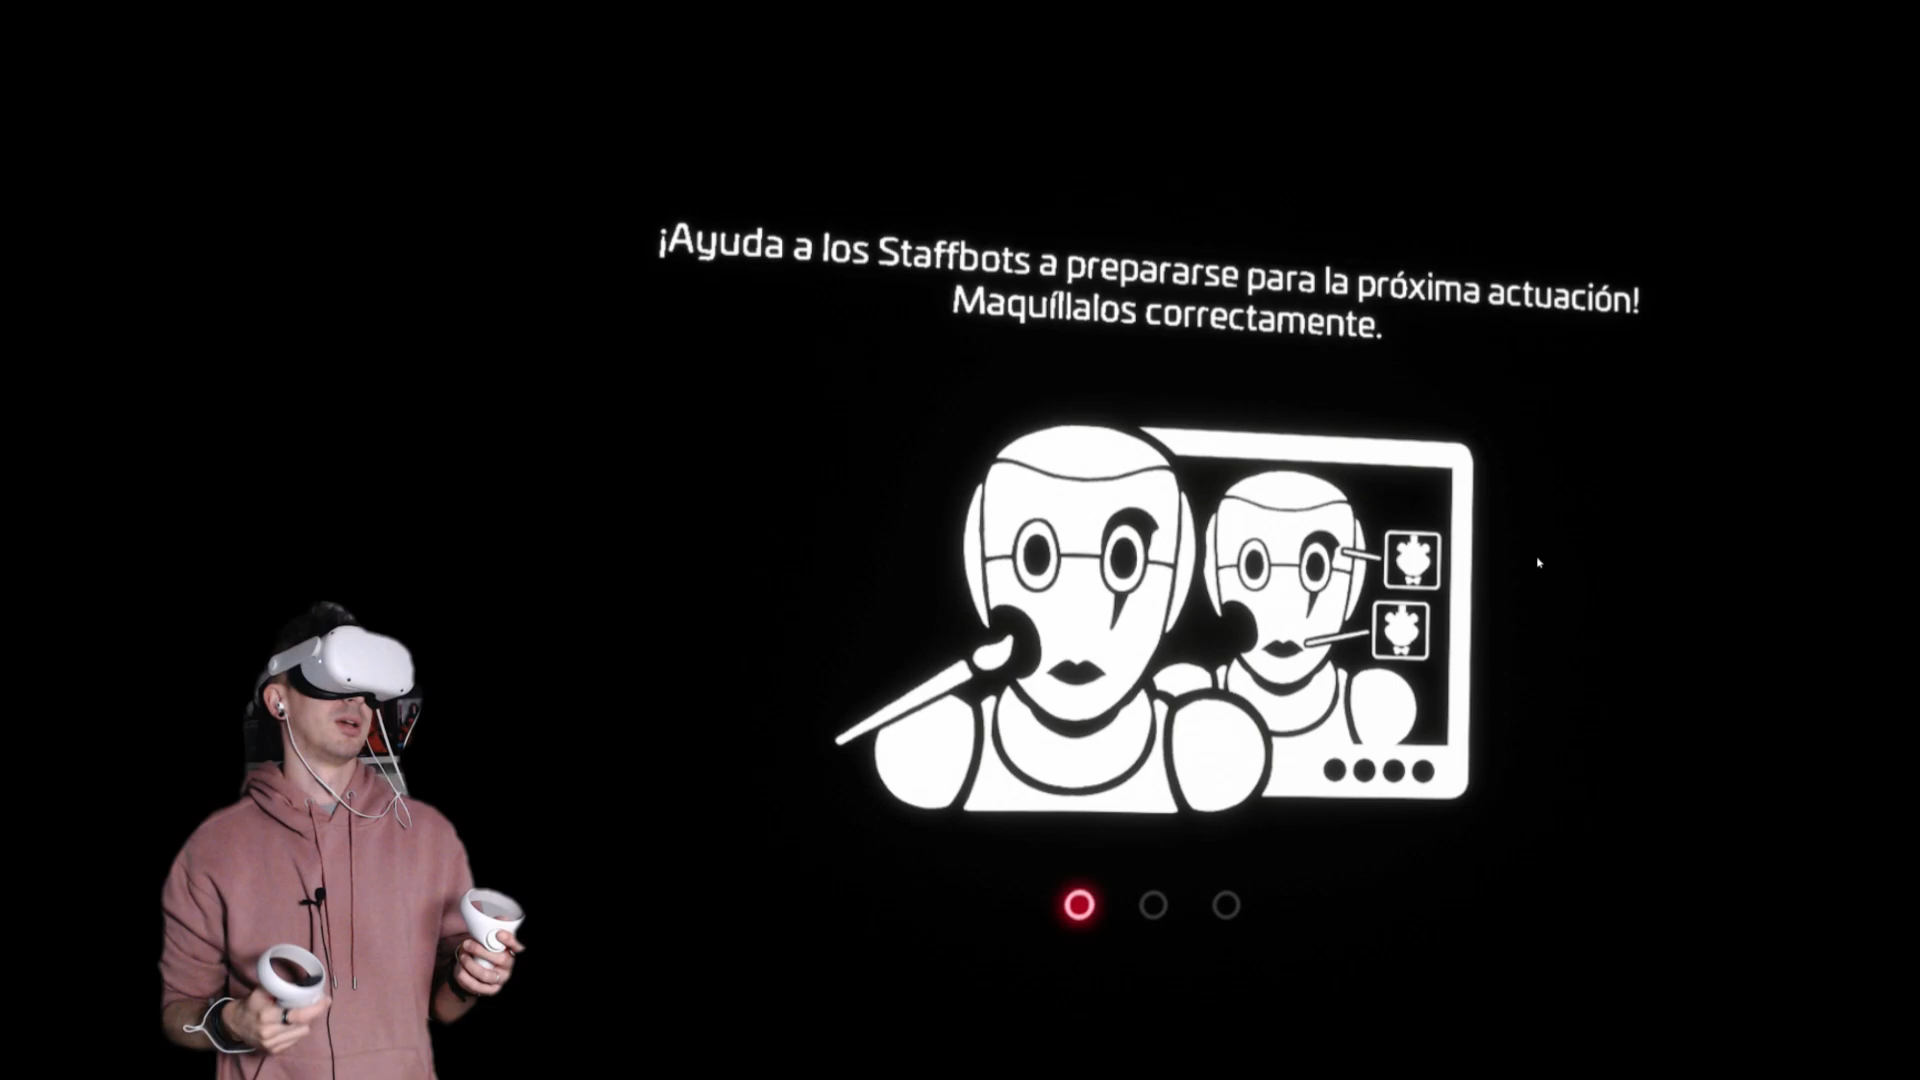 ¡Ayuda a los Staffbots a prepararse para la próxima actuación!
Maquíllalos correctamente.